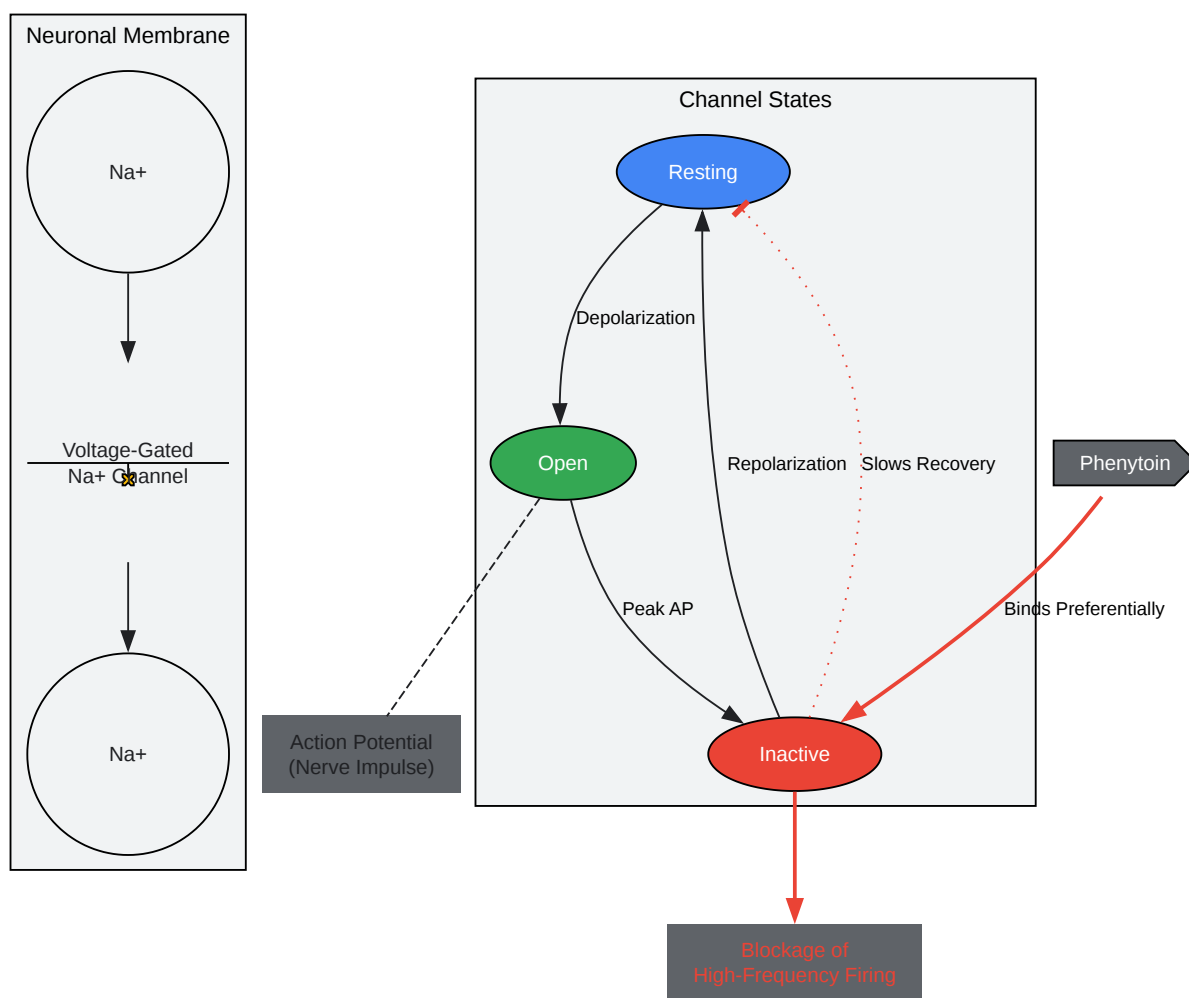 Neuronal Membrane
Na+
Voltage-Gated
Na+ Channel
Na+
Channel States
Resting
Depolarization
Open
Repolarization
Slows Recovery
Phenytoin
Peak AP
Binds Preferentially
Action Potential
(Nerve Impulse)
Inactive
Blockage of
High-Frequency Firing